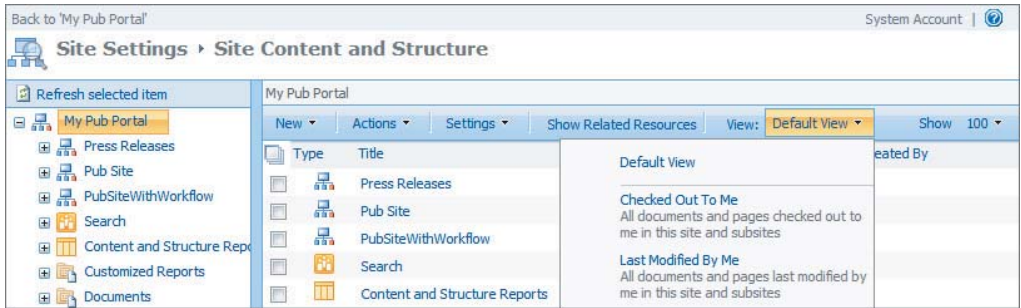 Back to 'My Pub Portal'
System Account |
Site Settings › Site Content and Structure
Refresh selected item
My Pub Portal
Press Releases
Pub Site
PubSiteWithWorkflow
Search
Content and Structure Repo
Customized Reports
Documents
My Pub Portal
New Actions Settings Show Related Resources View: Default View Show 100
Type Title eated By
Press Releases
Pub Site
PubSiteWithWorkflow
Search
Content and Structure Reports
Default View
Checked Out To Me
All documents and pages checked out to
me in this site and subsites
Last Modified By Me
All documents and pages last modified by
me in this site and subsites